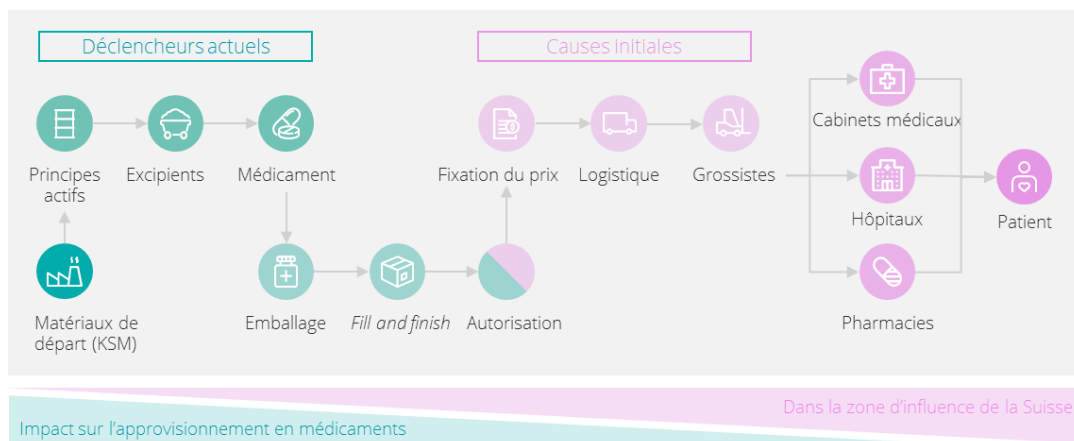 Déclencheurs actuels
Causes initiales
Principes
actifs
Excipients
Médicament
Fixation du prix
Logistique
Grossistes
Cabinets médicaux
Hôpitaux
Pharmacies
Patient
Matériaux de
départ (KSM)
Emballage
Fill and finish
Autorisation
Dans la zone d'influence de la Suisse
Impact sur l'approvisionnement en médicaments